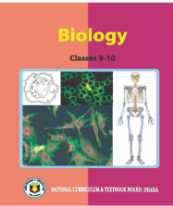 Biology
Classes 9-10
NATIONAL CURRICULUM & TEXTBOOK BOARD, DHAKA